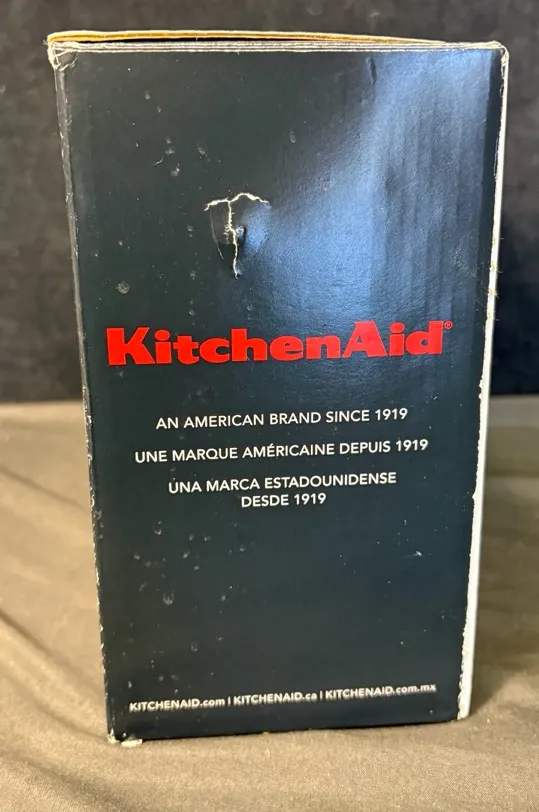 KitchenAid®
AN AMERICAN BRAND SINCE 1919
UNE MARQUE AMÉRICAINE DEPUIS 1919
UNA MARCA ESTADOUNIDENSE
DESDE 1919
KITCHENAID.com | KITCHENAID.ca | KITCHENAID.com.mx